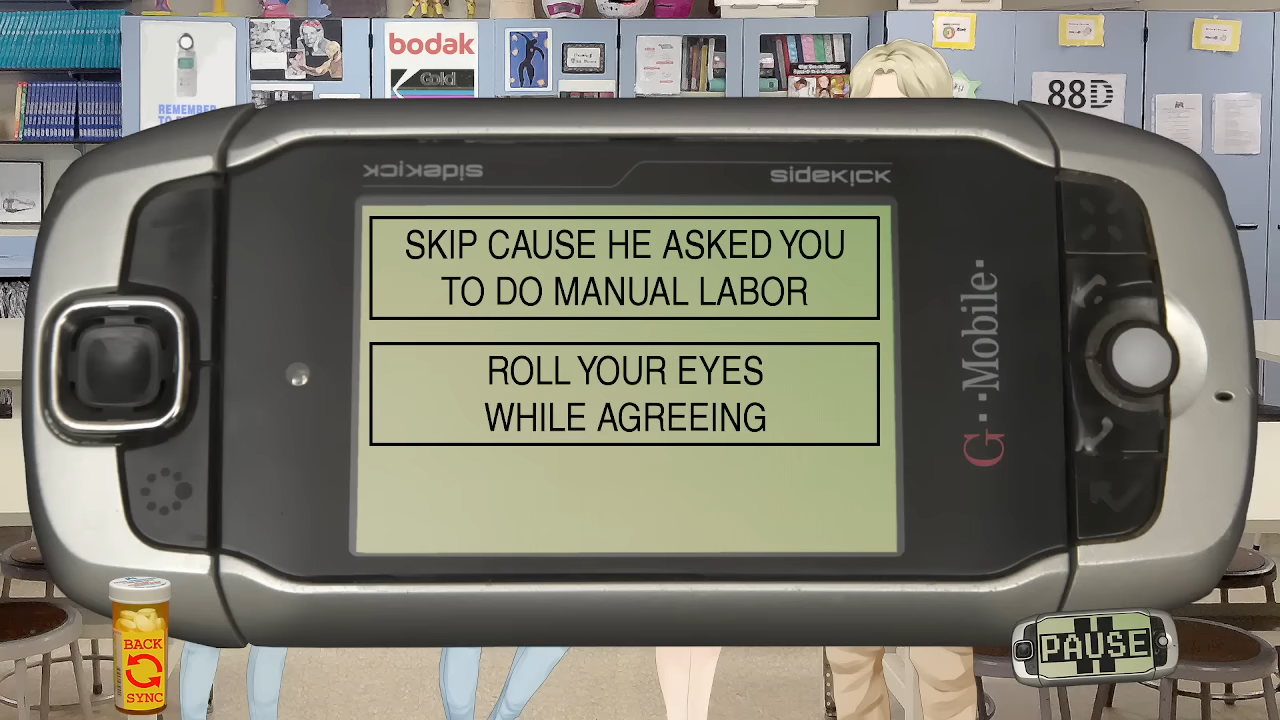 bodak
Gold
REMEMBER
88D
sidekick
sidekick
SKIP CAUSE HE ASKED YOU
TO DO MANUAL LABOR
ROLL YOUR EYES
WHILE AGREEING
G··Mobile·
BACK
SYNC
PAUSE